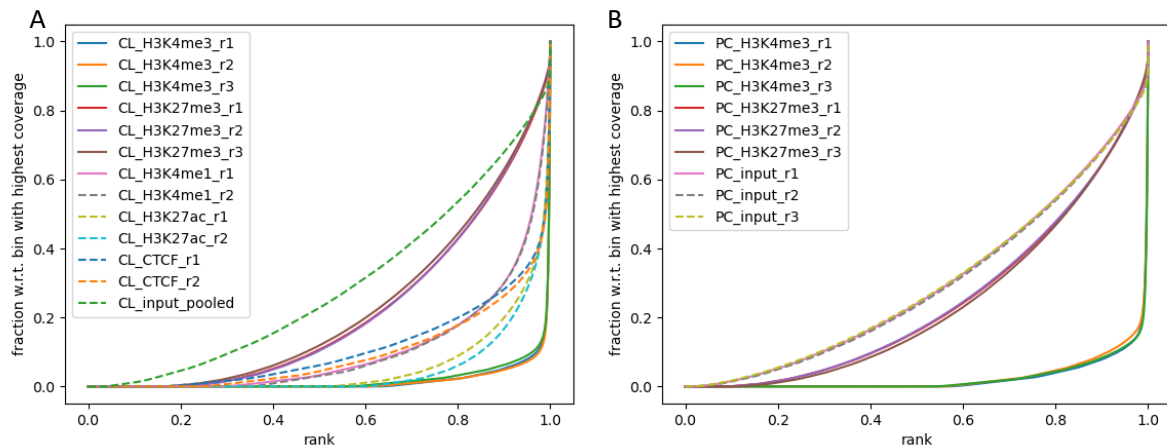 A
fraction w.r.t. bin with highest coverage
1.0
0.8
0.6
0.4
0.2
0.0
CL_H3K4me3_r1
CL_H3K4me3_r2
CL_H3K4me3_r3
CL_H3K27me3_r1
CL_H3K27me3_r2
CL_H3K27me3_r3
CL_H3K4me1_r1
CL_H3K4me1_r2
CL_H3K27ac_r1
CL_H3K27ac_r2
CL_CTCF_r1
CL_CTCF_r2
CL_input_pooled
0.0 0.2 0.4 0.6 0.8 1.0
rank
B
fraction w.r.t. bin with highest coverage
1.0
0.8
0.6
0.4
0.2
0.0
PC_H3K4me3_r1
PC_H3K4me3_r2
PC_H3K4me3_r3
PC_H3K27me3_r1
PC_H3K27me3_r2
PC_H3K27me3_r3
PC_input_r1
PC_input_r2
PC_input_r3
0.0 0.2 0.4 0.6 0.8 1.0
rank